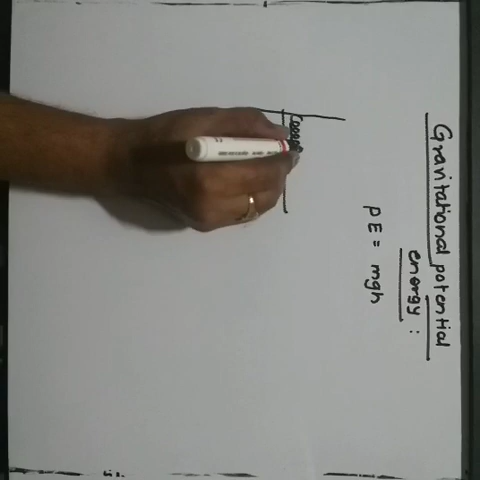 Gravitational potential
energy :
PE = mgh